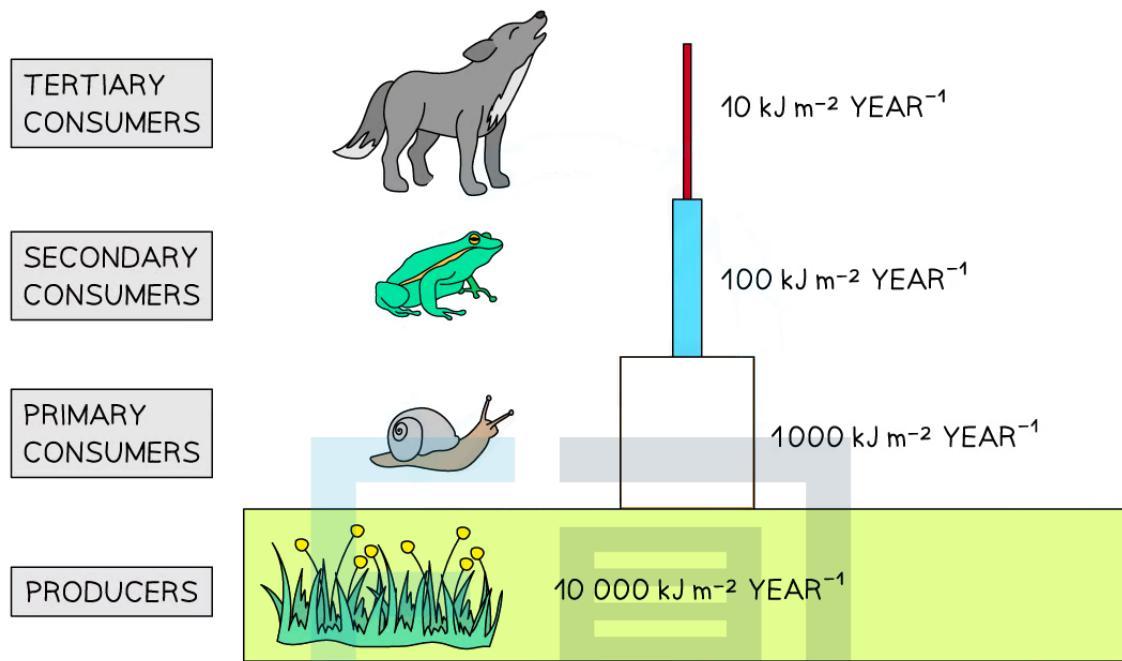 TERTIARY
CONSUMERS
10 kJ m⁻² YEAR⁻¹
SECONDARY
CONSUMERS
100 kJ m⁻² YEAR⁻¹
PRIMARY
CONSUMERS
1000 kJ m⁻² YEAR⁻¹
PRODUCERS
10 000 kJ m⁻² YEAR⁻¹